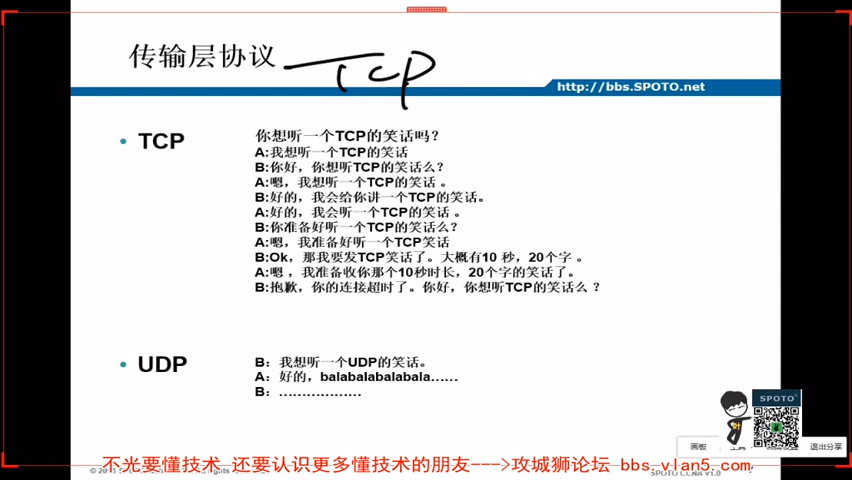 传输层协议
TCP
http://bbs.SPOTO.net
• TCP
你想听一个TCP的笑话吗？
A:我想听一个TCP的笑话
B:你好，你想听TCP的笑话么？
A:嗯，我想听一个TCP的笑话 。
B:好的，我会给你讲一个TCP的笑话。
A:好的，我会听一个TCP的笑话 。
B:你准备好听一个TCP的笑话么？
A:嗯，我准备好听一个TCP笑话
B:Ok，那我要发TCP笑话了。大概有10 秒，20个字 。
A:嗯 ，我准备收你那个10秒时长，20个字的笑话了。
B:抱歉，你的连接超时了。你好，你想听TCP的笑话么 ？
• UDP
B：我想听一个UDP的笑话。
A：好的，balabalabalabala……
B：………………
SPOTO
画板
退出分享
不光要懂技术 还要认识更多懂技术的朋友--->攻城狮论坛 bbs.vlan5.com
SPOTO CCNA V1.0